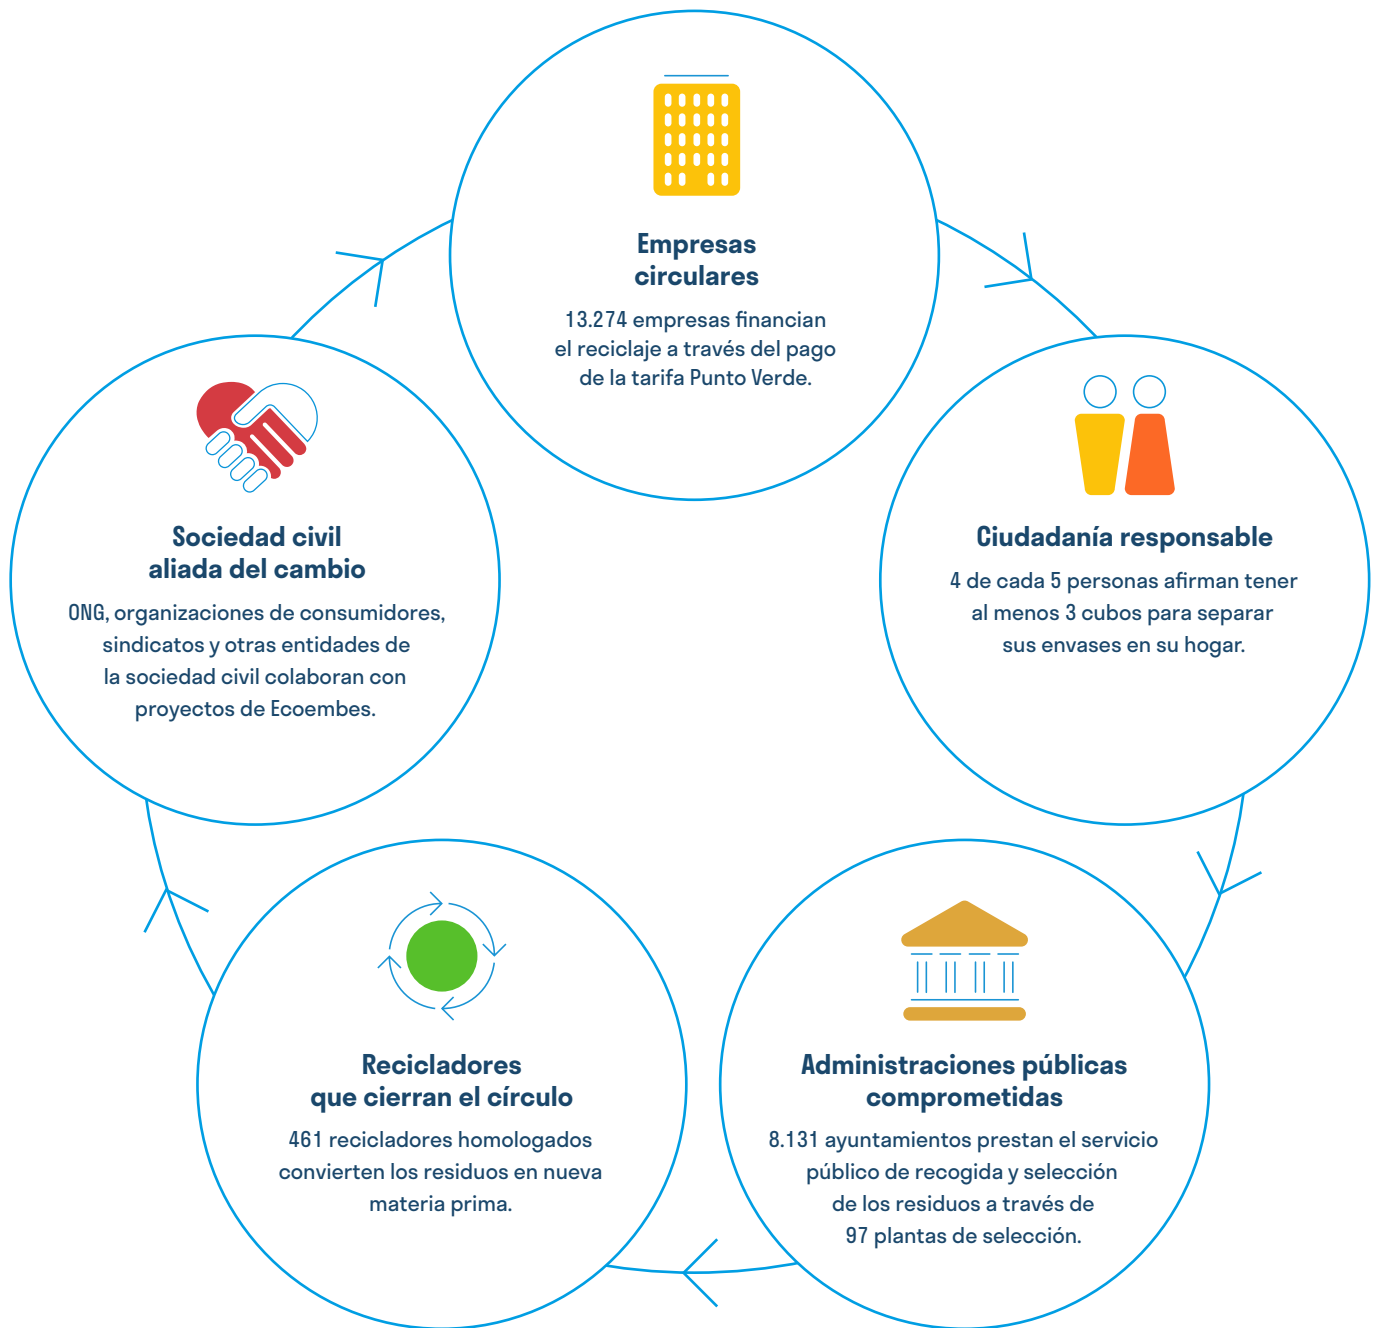 Empresas
circulares
13.274 empresas financian
el reciclaje a través del pago
de la tarifa Punto Verde.
Ciudadanía responsable
4 de cada 5 personas afirman tener
al menos 3 cubos para separar
sus envases en su hogar.
Administraciones públicas
comprometidas
8.131 ayuntamientos prestan el servicio
público de recogida y selección
de los residuos a través de
97 plantas de selección.
Recicladores
que cierran el círculo
461 recicladores homologados
convierten los residuos en nueva
materia prima.
Sociedad civil
aliada del cambio
ONG, organizaciones de consumidores,
sindicatos y otras entidades de
la sociedad civil colaboran con
proyectos de Ecoembes.